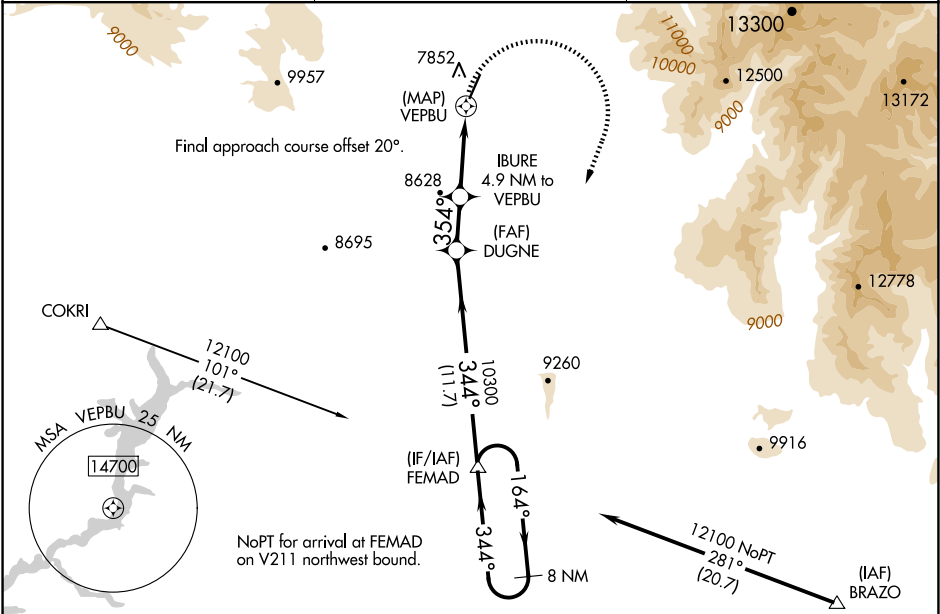 9000
9957
7852
(MAP)
VEPBU
11000
10000
13300
12500
9000
13172
Final approach course offset 20°.
8628
IBURE
4.9 NM to
VEPBU
354°
(FAF)
DUGNE
8695
12778
9000
COKRI
12100
101°
(21.7)
10300
344°
(11.7)
9260
MSA VEPBU 25 NM
14700
(IF/IAF)
FEMAD
164°
344°
8 NM
9916
NoPT for arrival at FEMAD
on V211 northwest bound.
12100 NoPT
281°
(20.7)
(IAF)
BRAZO